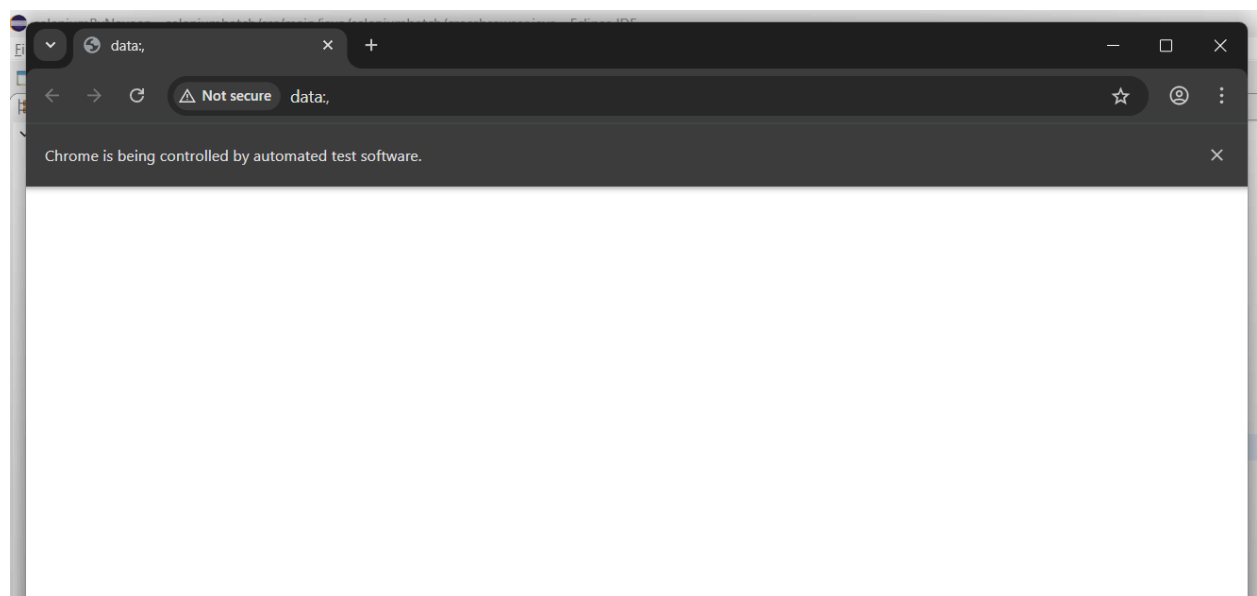 data:,
Not secure data:,
Chrome is being controlled by automated test software.